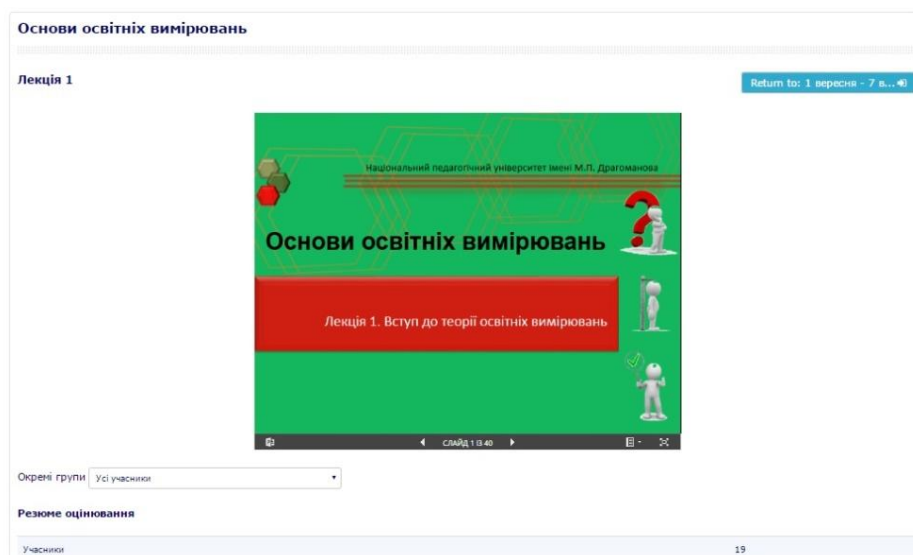 Основи освітніх вимірювань
Лекція 1
Return to: 1 вересня - 7 в...
Національний педагогічний університет імені М.П. Драгоманова
Основи освітніх вимірювань
Лекція 1. Вступ до теорії освітніх вимірювань
СЛАЙД 1 ІЗ 40
Окремі групи Усі учасники
Резюме оцінювання
Учасники 19